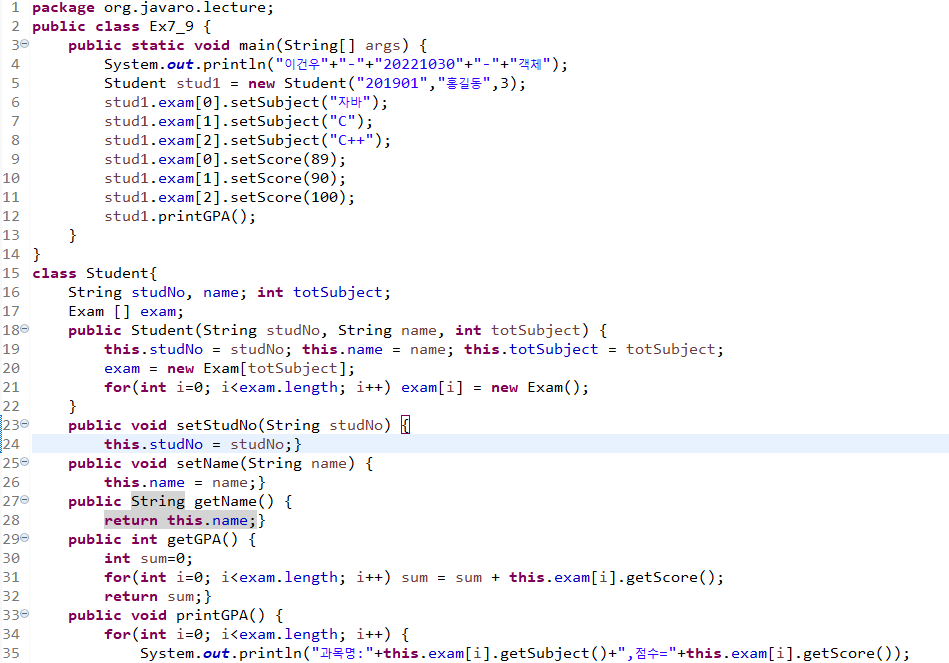 1 package org.javaro.lecture;
2 public class Ex7_9 {
3 public static void main(String[] args) {
4 System.out.println("이건우"+"-"+"20221030"+"-"+"객체");
5 Student stud1 = new Student("201901","홍길동",3);
6 stud1.exam[0].setSubject("자바");
7 stud1.exam[1].setSubject("C");
8 stud1.exam[2].setSubject("C++");
9 stud1.exam[0].setScore(89);
10 stud1.exam[1].setScore(90);
11 stud1.exam[2].setScore(100);
12 stud1.printGPA();
13 }
14 }
15 class Student{
16 String studNo, name; int totSubject;
17 Exam [] exam;
18 public Student(String studNo, String name, int totSubject) {
19 this.studNo = studNo; this.name = name; this.totSubject = totSubject;
20 exam = new Exam[totSubject];
21 for(int i=0; i<exam.length; i++) exam[i] = new Exam();
22 }
23 public void setStudNo(String studNo) {
24 this.studNo = studNo;}
25 public void setName(String name) {
26 this.name = name;}
27 public String getName() {
28 return this.name;}
29 public int getGPA() {
30 int sum=0;
31 for(int i=0; i<exam.length; i++) sum = sum + this.exam[i].getScore();
32 return sum;}
33 public void printGPA() {
34 for(int i=0; i<exam.length; i++) {
35 System.out.println("과목명:"+this.exam[i].getSubject()+",점수="+this.exam[i].getScore());